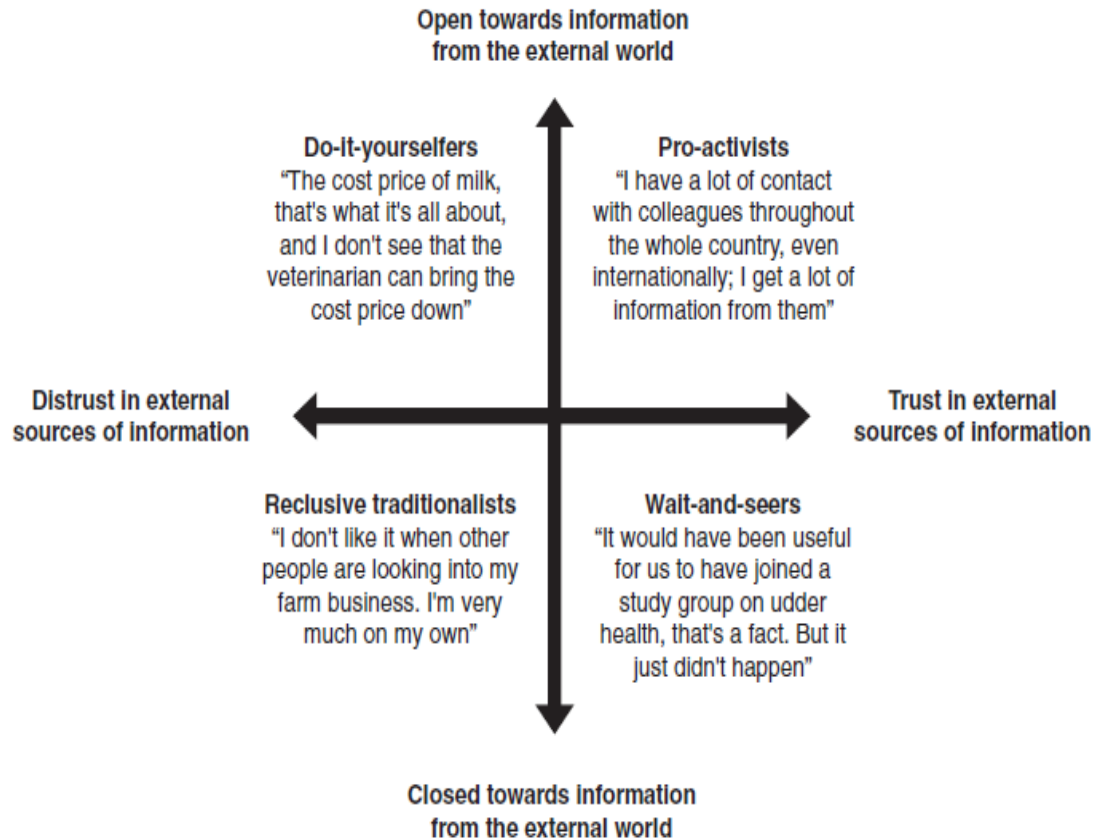 Open towards information
from the external world
Do-it-yourselfers
“The cost price of milk,
that's what it's all about,
and I don't see that the
veterinarian can bring the
cost price down”
Pro-activists
“I have a lot of contact
with colleagues throughout
the whole country, even
internationally; I get a lot of
information from them”
Distrust in external
sources of information
Trust in external
sources of information
Reclusive traditionalists
“I don't like it when other
people are looking into my
farm business. I'm very
much on my own”
Wait-and-seers
“It would have been useful
for us to have joined a
study group on udder
health, that's a fact. But it
just didn't happen”
Closed towards information
from the external world